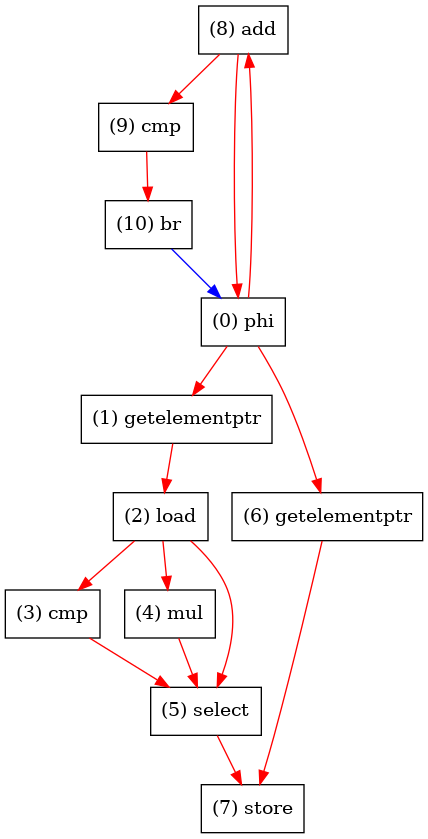 (8) add
(9) cmp
(10) br
(0) phi
(1) getelementptr
(2) load
(6) getelementptr
(3) cmp
(4) mul
(5) select
(7) store